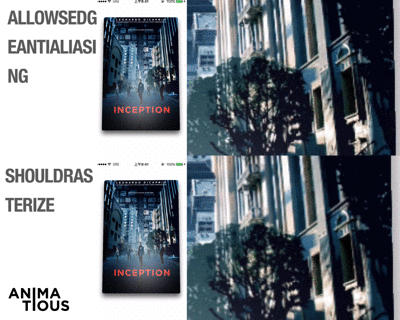 ALLOWSEDG
EANTIALIASI
NG
INCEPTION
SHOULDRAS
TERIZE
INCEPTION
ANIMA
TIOUS